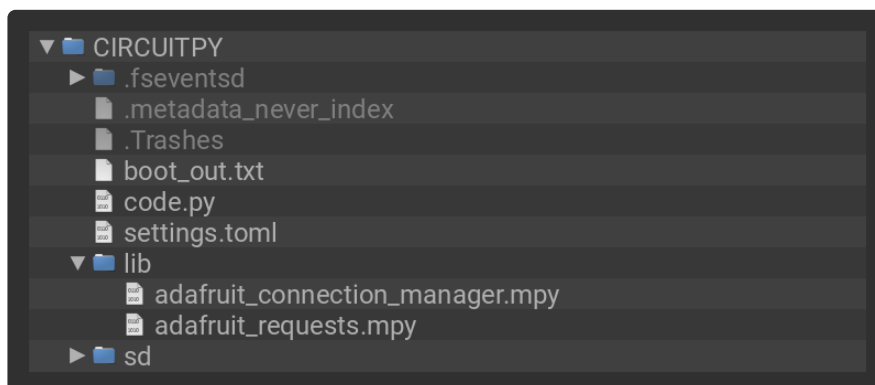 CIRCUITPY
.fseventsd
.metadata_never_index
.Trashes
boot_out.txt
code.py
settings.toml
lib
adafruit_connection_manager.mpy
adafruit_requests.mpy
sd